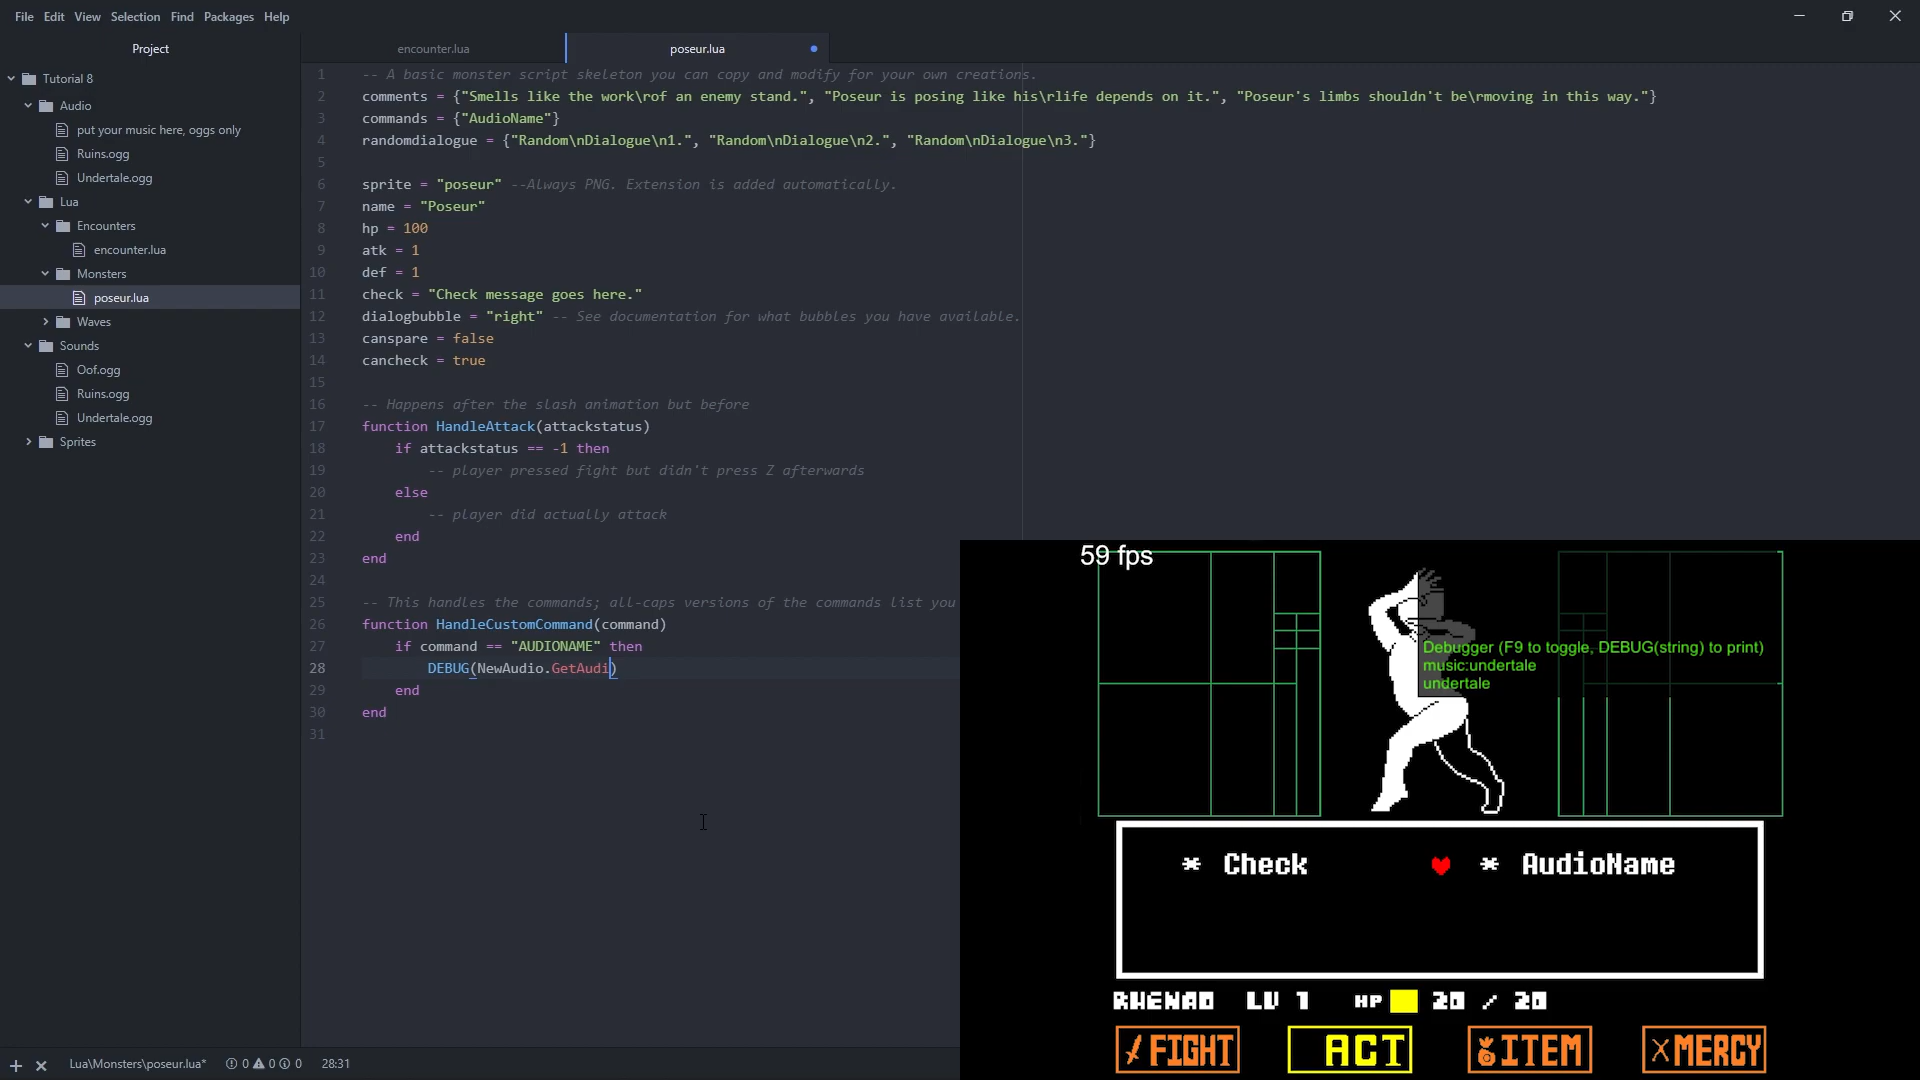 File Edit View Selection Find Packages Help
Project
encounter.lua
poseur.lua
Tutorial 8
Audio
put your music here, oggs only
Ruins.ogg
Undertale.ogg
Lua
Encounters
encounter.lua
Monsters
poseur.lua
Waves
Sounds
Oof.ogg
Ruins.ogg
Undertale.ogg
Sprites
1 -- A basic monster script skeleton you can copy and modify for your own creations.
2 comments = {"Smells like the work\rof an enemy stand.", "Poseur is posing like his\rlife depends on it.", "Poseur's limbs shouldn't be\rmoving in this way."}
3 commands = {"AudioName"}
4 randomdialogue = {"Random\nDialogue\n1.", "Random\nDialogue\n2.", "Random\nDialogue\n3."}
5
6 sprite = "poseur" --Always PNG. Extension is added automatically.
7 name = "Poseur"
8 hp = 100
9 atk = 1
10 def = 1
11 check = "Check message goes here."
12 dialogbubble = "right" -- See documentation for what bubbles you have available.
13 canspare = false
14 cancheck = true
15
16 -- Happens after the slash animation but before
17 function HandleAttack(attackstatus)
18 if attackstatus == -1 then
19 -- player pressed fight but didn't press Z afterwards
20 else
21 -- player did actually attack
22 end
23 end
24
25 -- This handles the commands; all-caps versions of the commands list you
26 function HandleCustomCommand(command)
27 if command == "AUDIONAME" then
28 DEBUG(NewAudio.GetAudi)
29 end
30 end
31
59 fps
Debugger (F9 to toggle, DEBUG(string) to print)
music:undertale
undertale
* Check * AudioName
RHENAO LV 1 HP 20 / 20
FIGHT ACT ITEM MERCY
Lua\Monsters\poseur.lua* 0 0 0 28:31